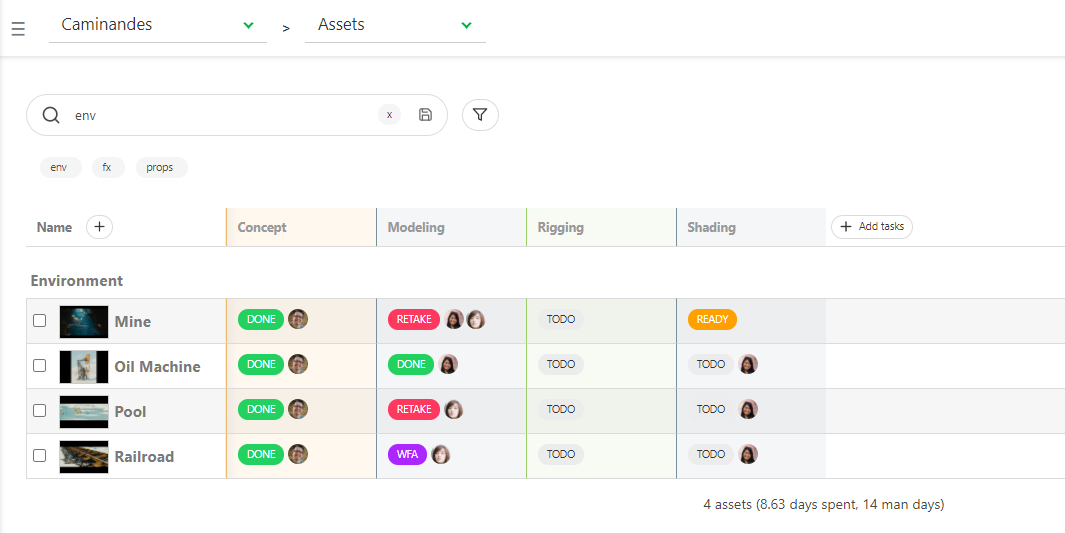 Caminandes > Assets
env x
env fx props
Name + Concept Modeling Rigging Shading + Add tasks
Environment
Mine DONE RETAKE TODO READY
Oil Machine DONE DONE TODO TODO
Pool DONE RETAKE TODO TODO
Railroad DONE WFA TODO TODO
4 assets (8.63 days spent, 14 man days)